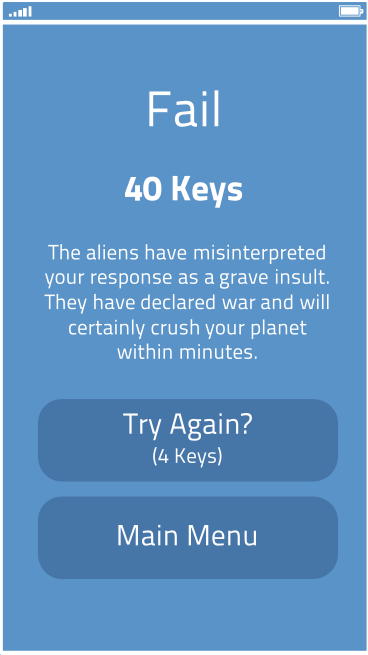 Fail
40 Keys
The aliens have misinterpreted
your response as a grave insult.
They have declared war and will
certainly crush your planet
within minutes.
Try Again?
(4 Keys)
Main Menu